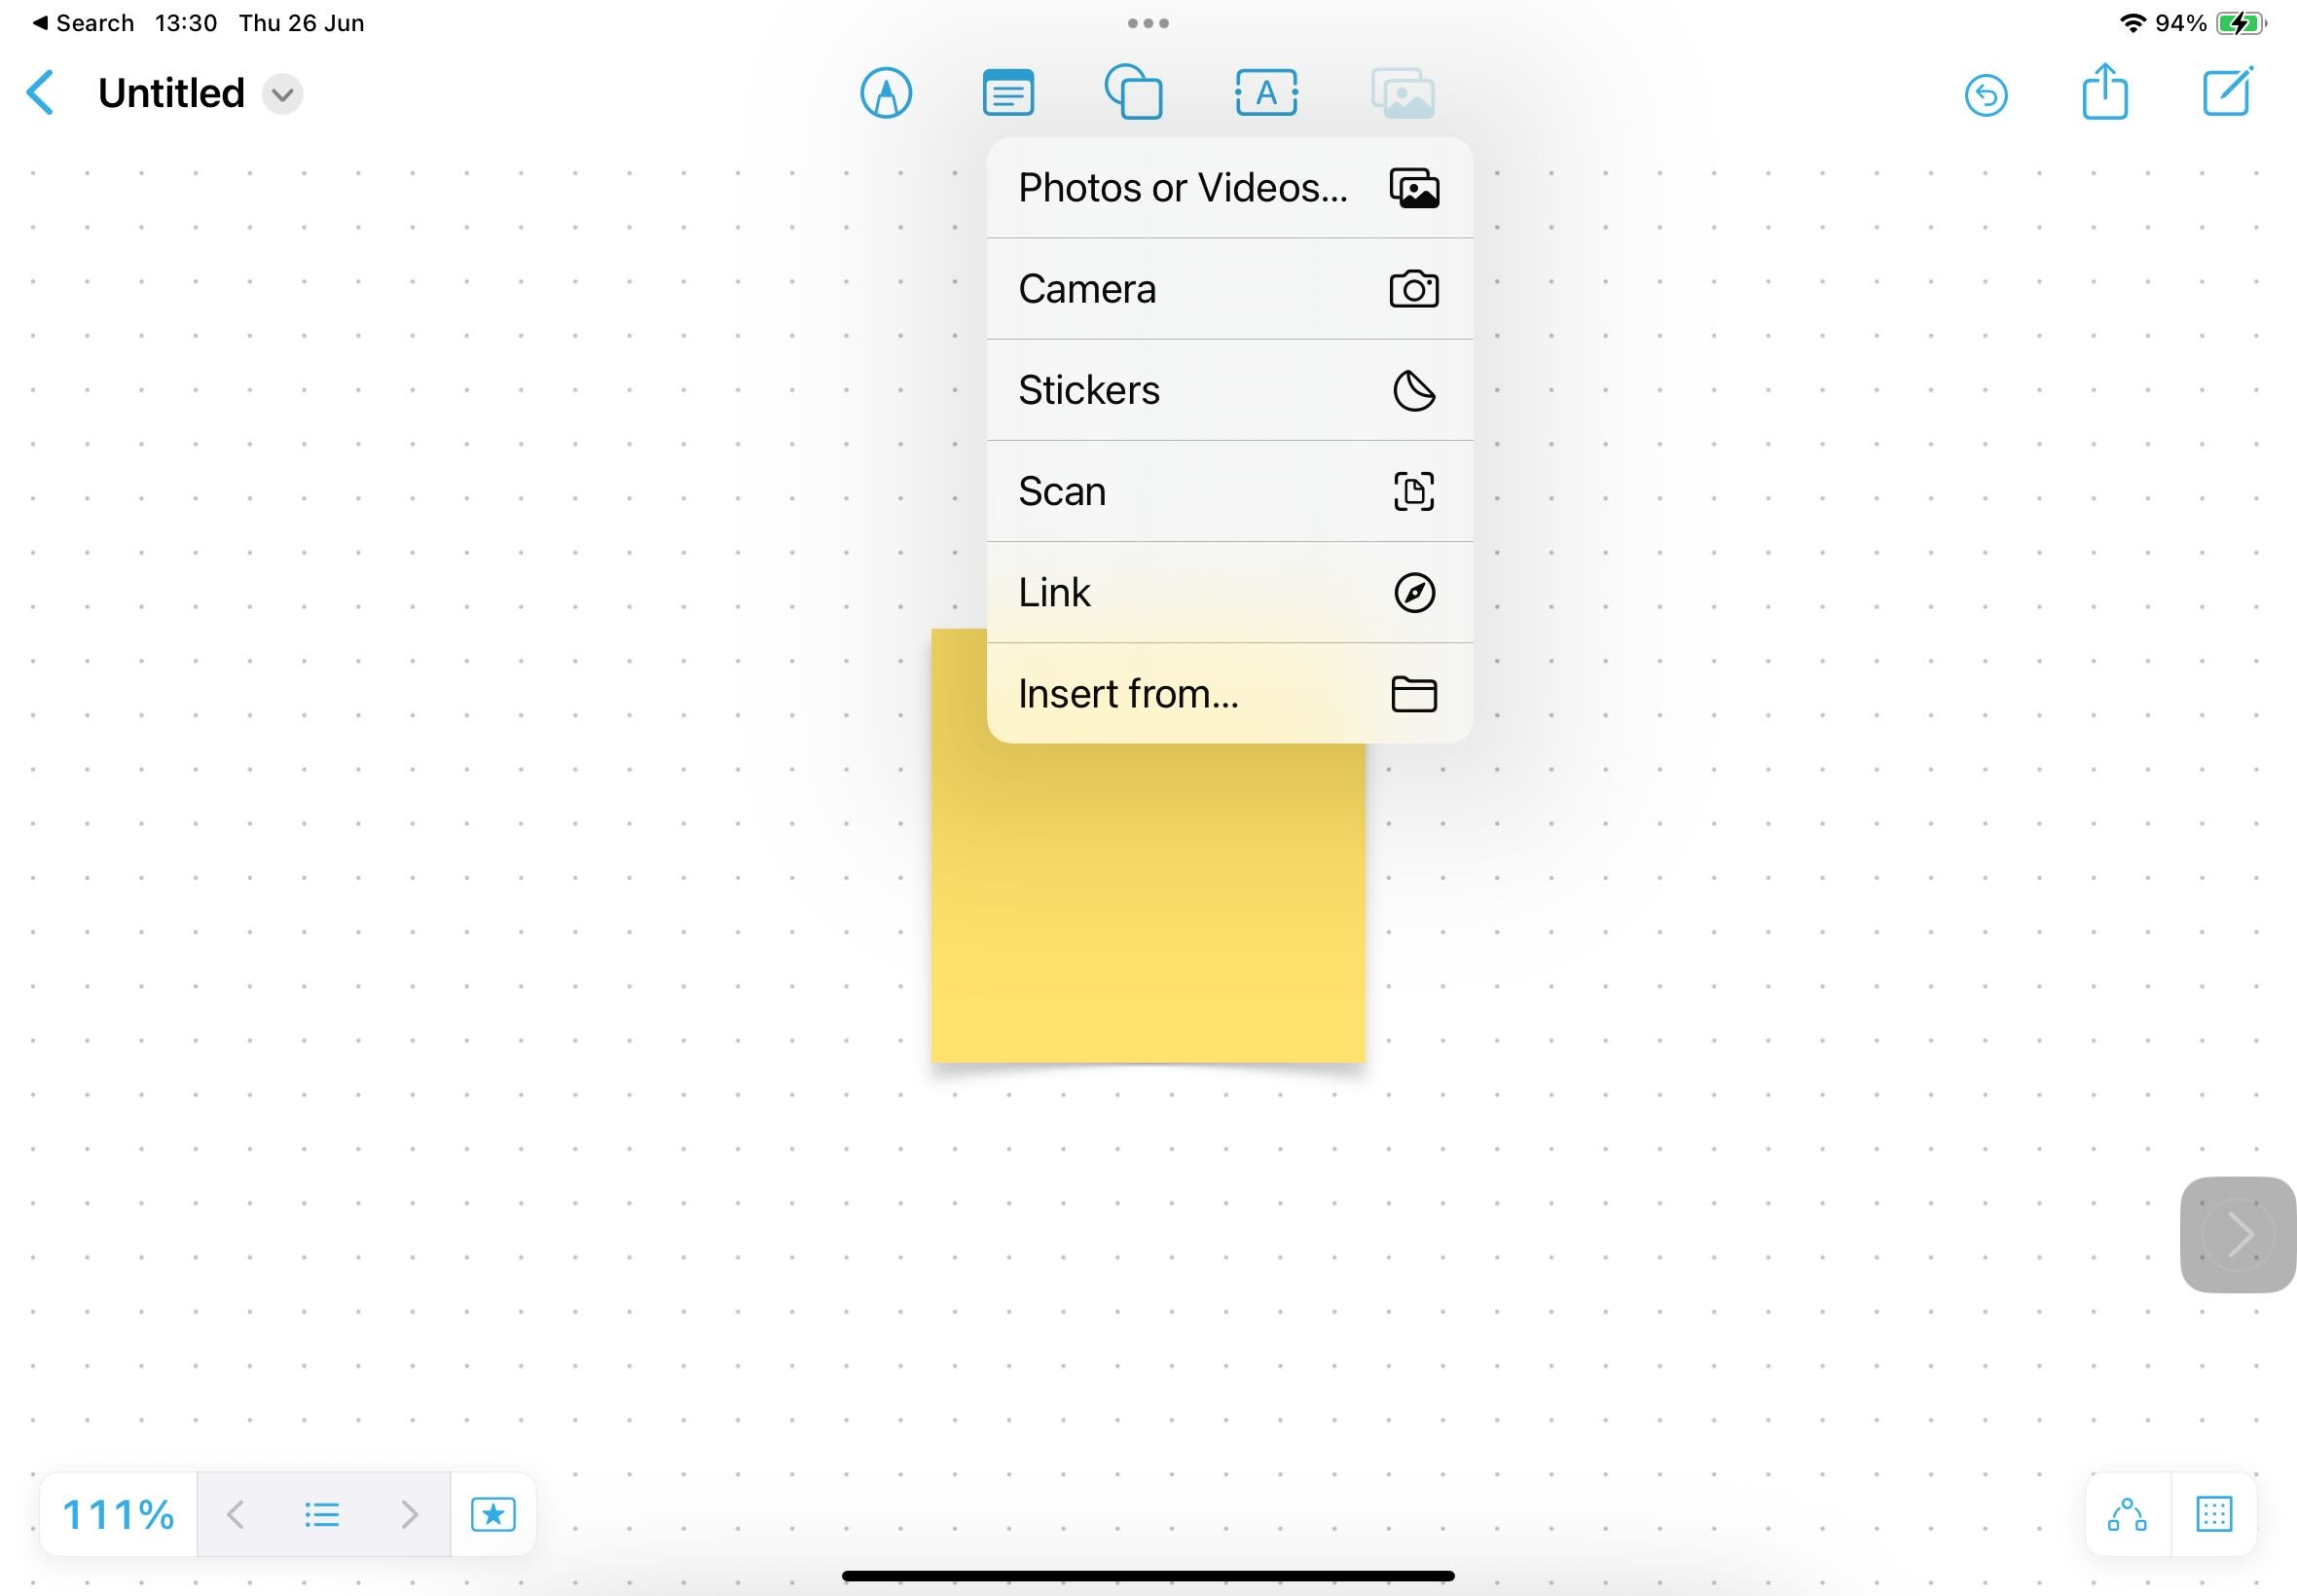 Search 13:30 Thu 26 Jun
94%
Untitled
A
Photos or Videos...
Camera
Stickers
Scan
Link
Insert from...
111%